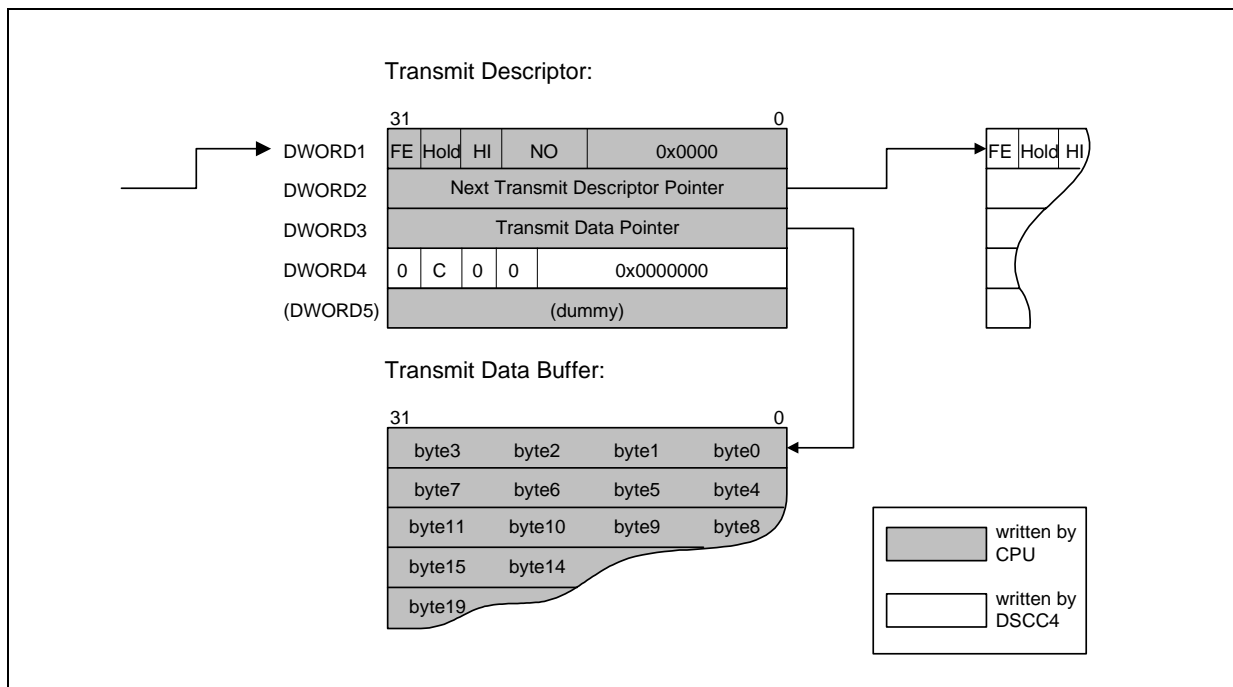 Transmit Descriptor:
31 0
DWORD1 FE Hold HI NO 0x0000 FE Hold HI
DWORD2 Next Transmit Descriptor Pointer
DWORD3 Transmit Data Pointer
DWORD4 0 C 0 0 0x0000000
(DWORD5) (dummy)
Transmit Data Buffer:
31 0
byte3 byte2 byte1 byte0
byte7 byte6 byte5 byte4
byte11 byte10 byte9 byte8
byte15 byte14
byte19
written by
CPU
written by
DSCC4